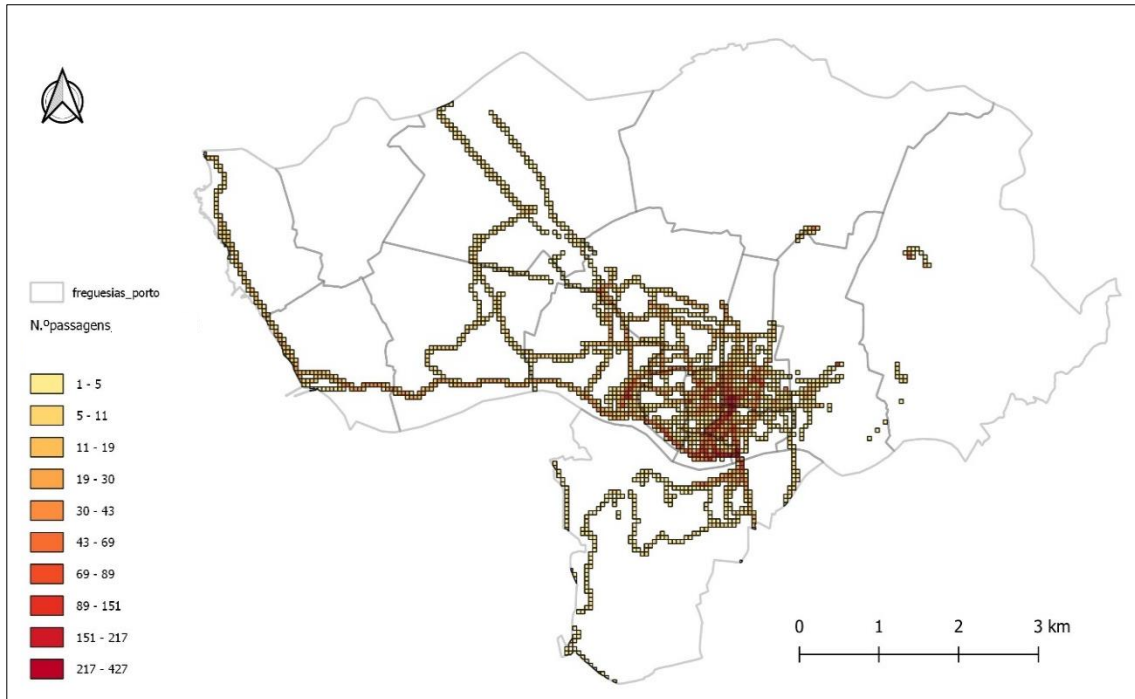 freguesias_porto
N.ºpassagens
1 - 5
5 - 11
11 - 19
19 - 30
30 - 43
43 - 69
69 - 89
89 - 151
151 - 217
217 - 427
0 1 2 3 km